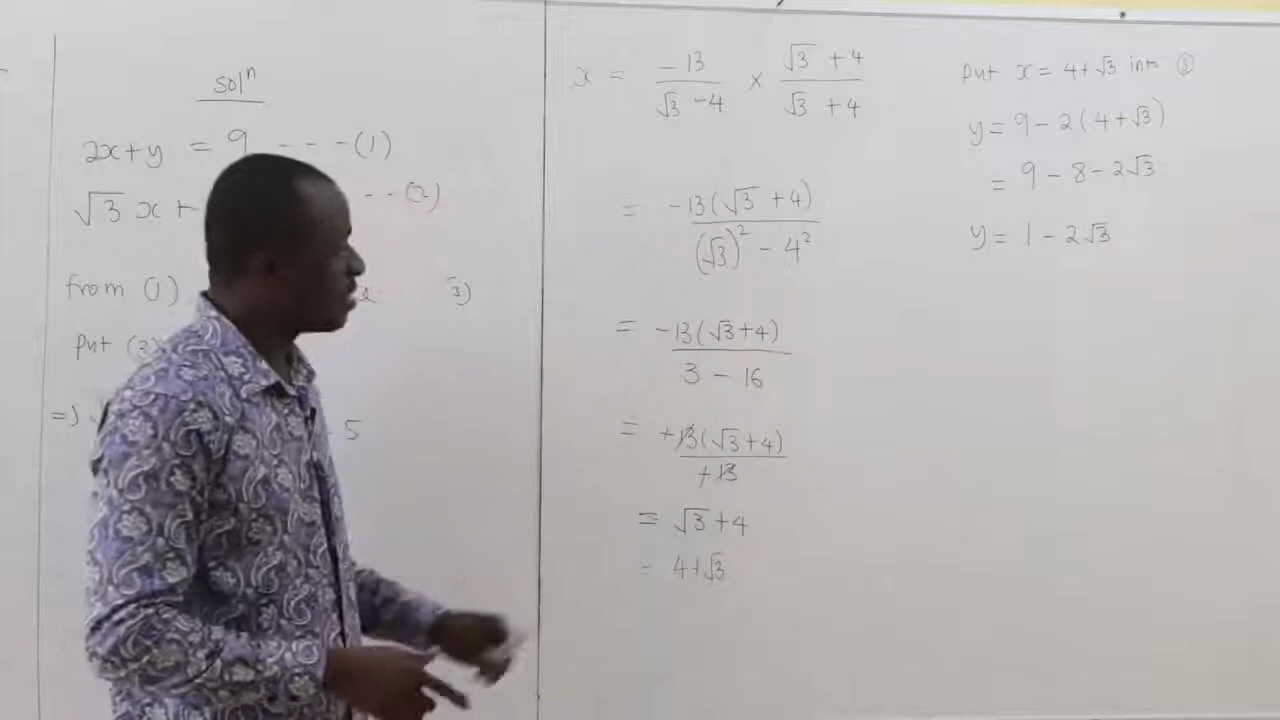 solⁿ
2x+y = 9 - - - -(1)
√3 x + - - (2)
from (1) 3)
Put (3)
=) 5
x = -13/(√3 -4) × (√3 +4)/(√3 +4)
= -13(√3 +4)/((√3)² - 4²)
= -13(√3+4)/(3 - 16)
= +13(√3+4)/+13
= √3+4
= 4+√3
Put x = 4+√3 into ③
y = 9 - 2(4+√3)
= 9 - 8 - 2√3
y = 1 - 2√3